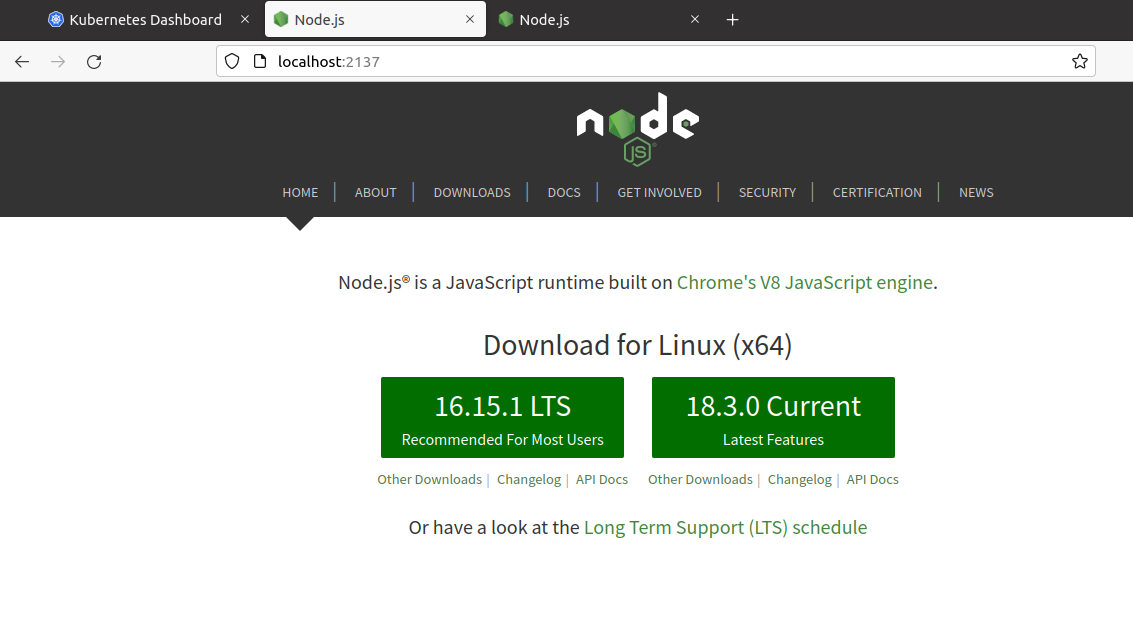 Kubernetes Dashboard
Node.js
Node.js
localhost:2137
node
JS
HOME | ABOUT | DOWNLOADS | DOCS | GET INVOLVED | SECURITY | CERTIFICATION | NEWS
Node.js® is a JavaScript runtime built on Chrome's V8 JavaScript engine.
Download for Linux (x64)
16.15.1 LTS
Recommended For Most Users
18.3.0 Current
Latest Features
Other Downloads | Changelog | API Docs
Other Downloads | Changelog | API Docs
Or have a look at the Long Term Support (LTS) schedule